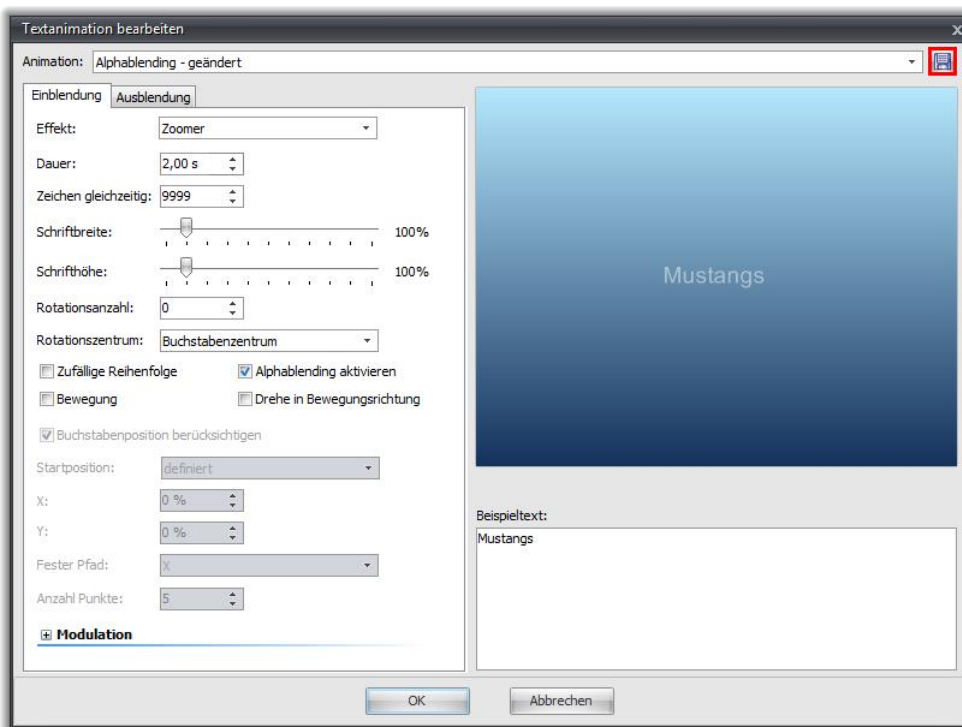 Textanimation bearbeiten
Animation: Alphablending - geändert
Einblendung Ausblendung
Effekt: Zoomer
Dauer: 2,00 s
Zeichen gleichzeitig: 9999
Schriftbreite: 100%
Schrifthöhe: 100%
Rotationsanzahl: 0
Rotationszentrum: Buchstabenzentrum
Zufällige Reihenfolge Alphablending aktivieren
Bewegung Drehe in Bewegungsrichtung
Buchstabenposition berücksichtigen
Startposition: definiert
X: 0 %
Y: 0 %
Fester Pfad: X
Anzahl Punkte: 5
Modulation
Mustangs
Beispieltext:
Mustangs
OK Abbrechen